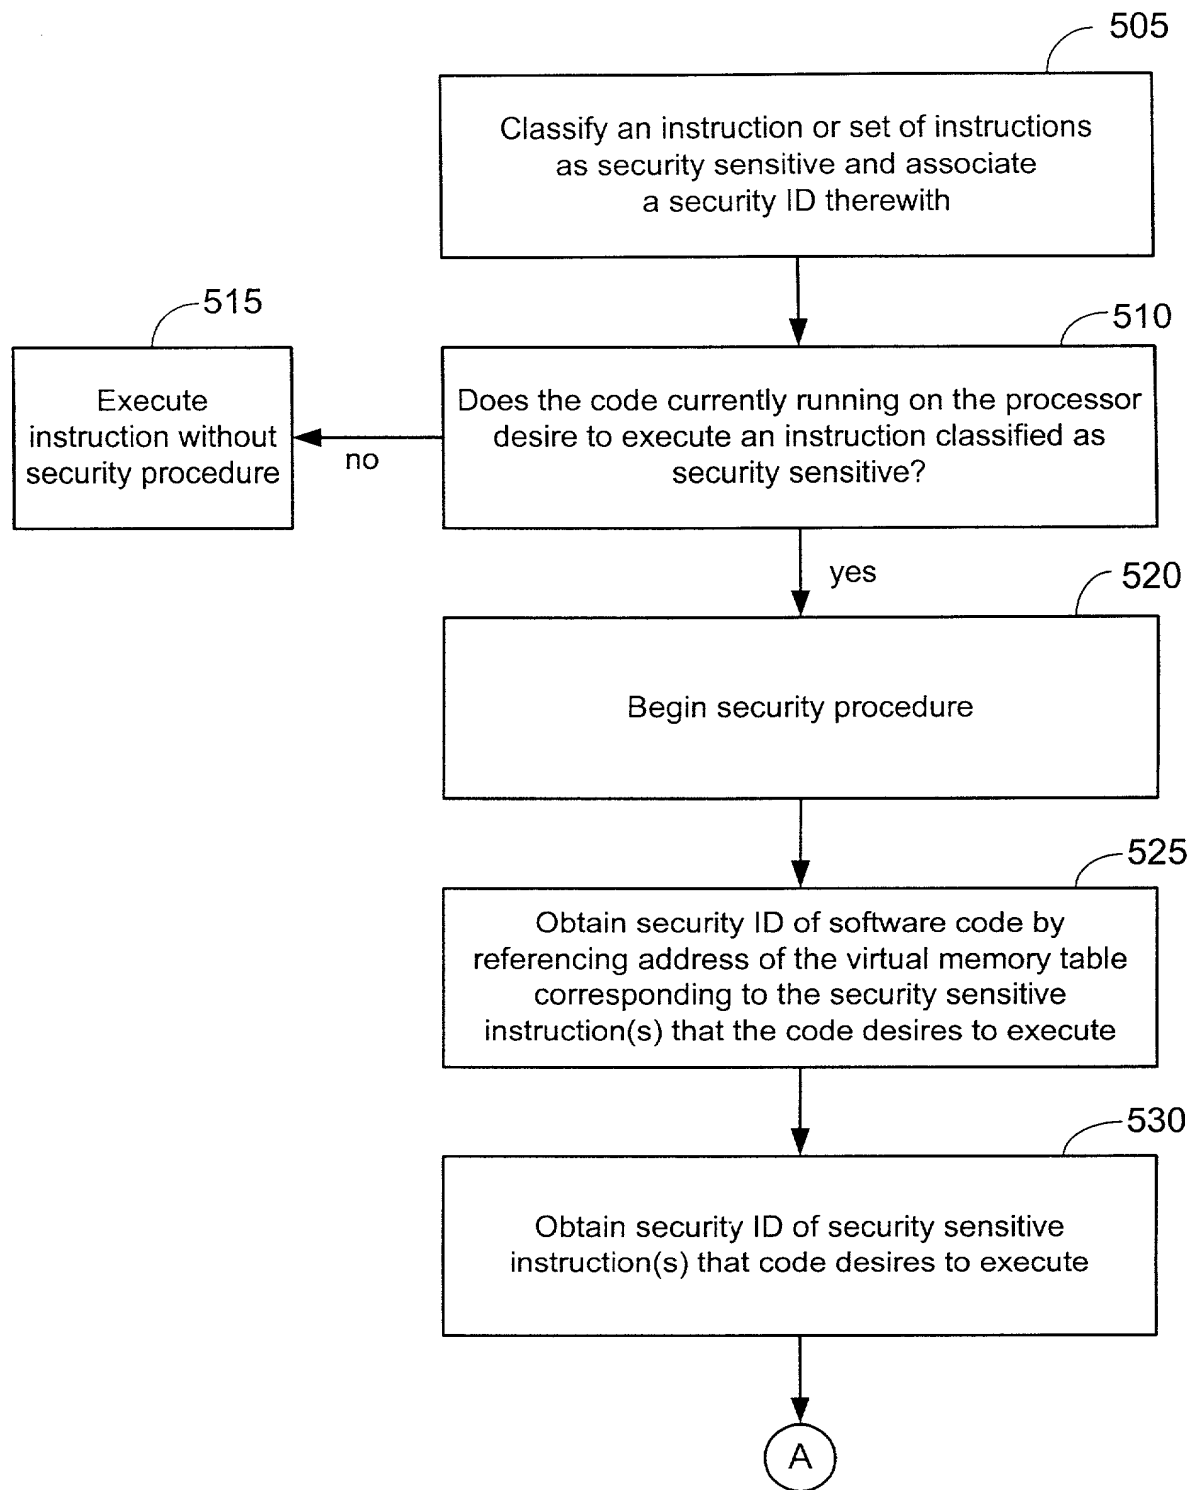 505
Classify an instruction or set of instructions
as security sensitive and associate
a security ID therewith
515
510
Execute
instruction without
security procedure
no
Does the code currently running on the processor
desire to execute an instruction classified as
security sensitive?
yes
520
Begin security procedure
525
Obtain security ID of software code by
referencing address of the virtual memory table
corresponding to the security sensitive
instruction(s) that the code desires to execute
530
Obtain security ID of security sensitive
instruction(s) that code desires to execute
A